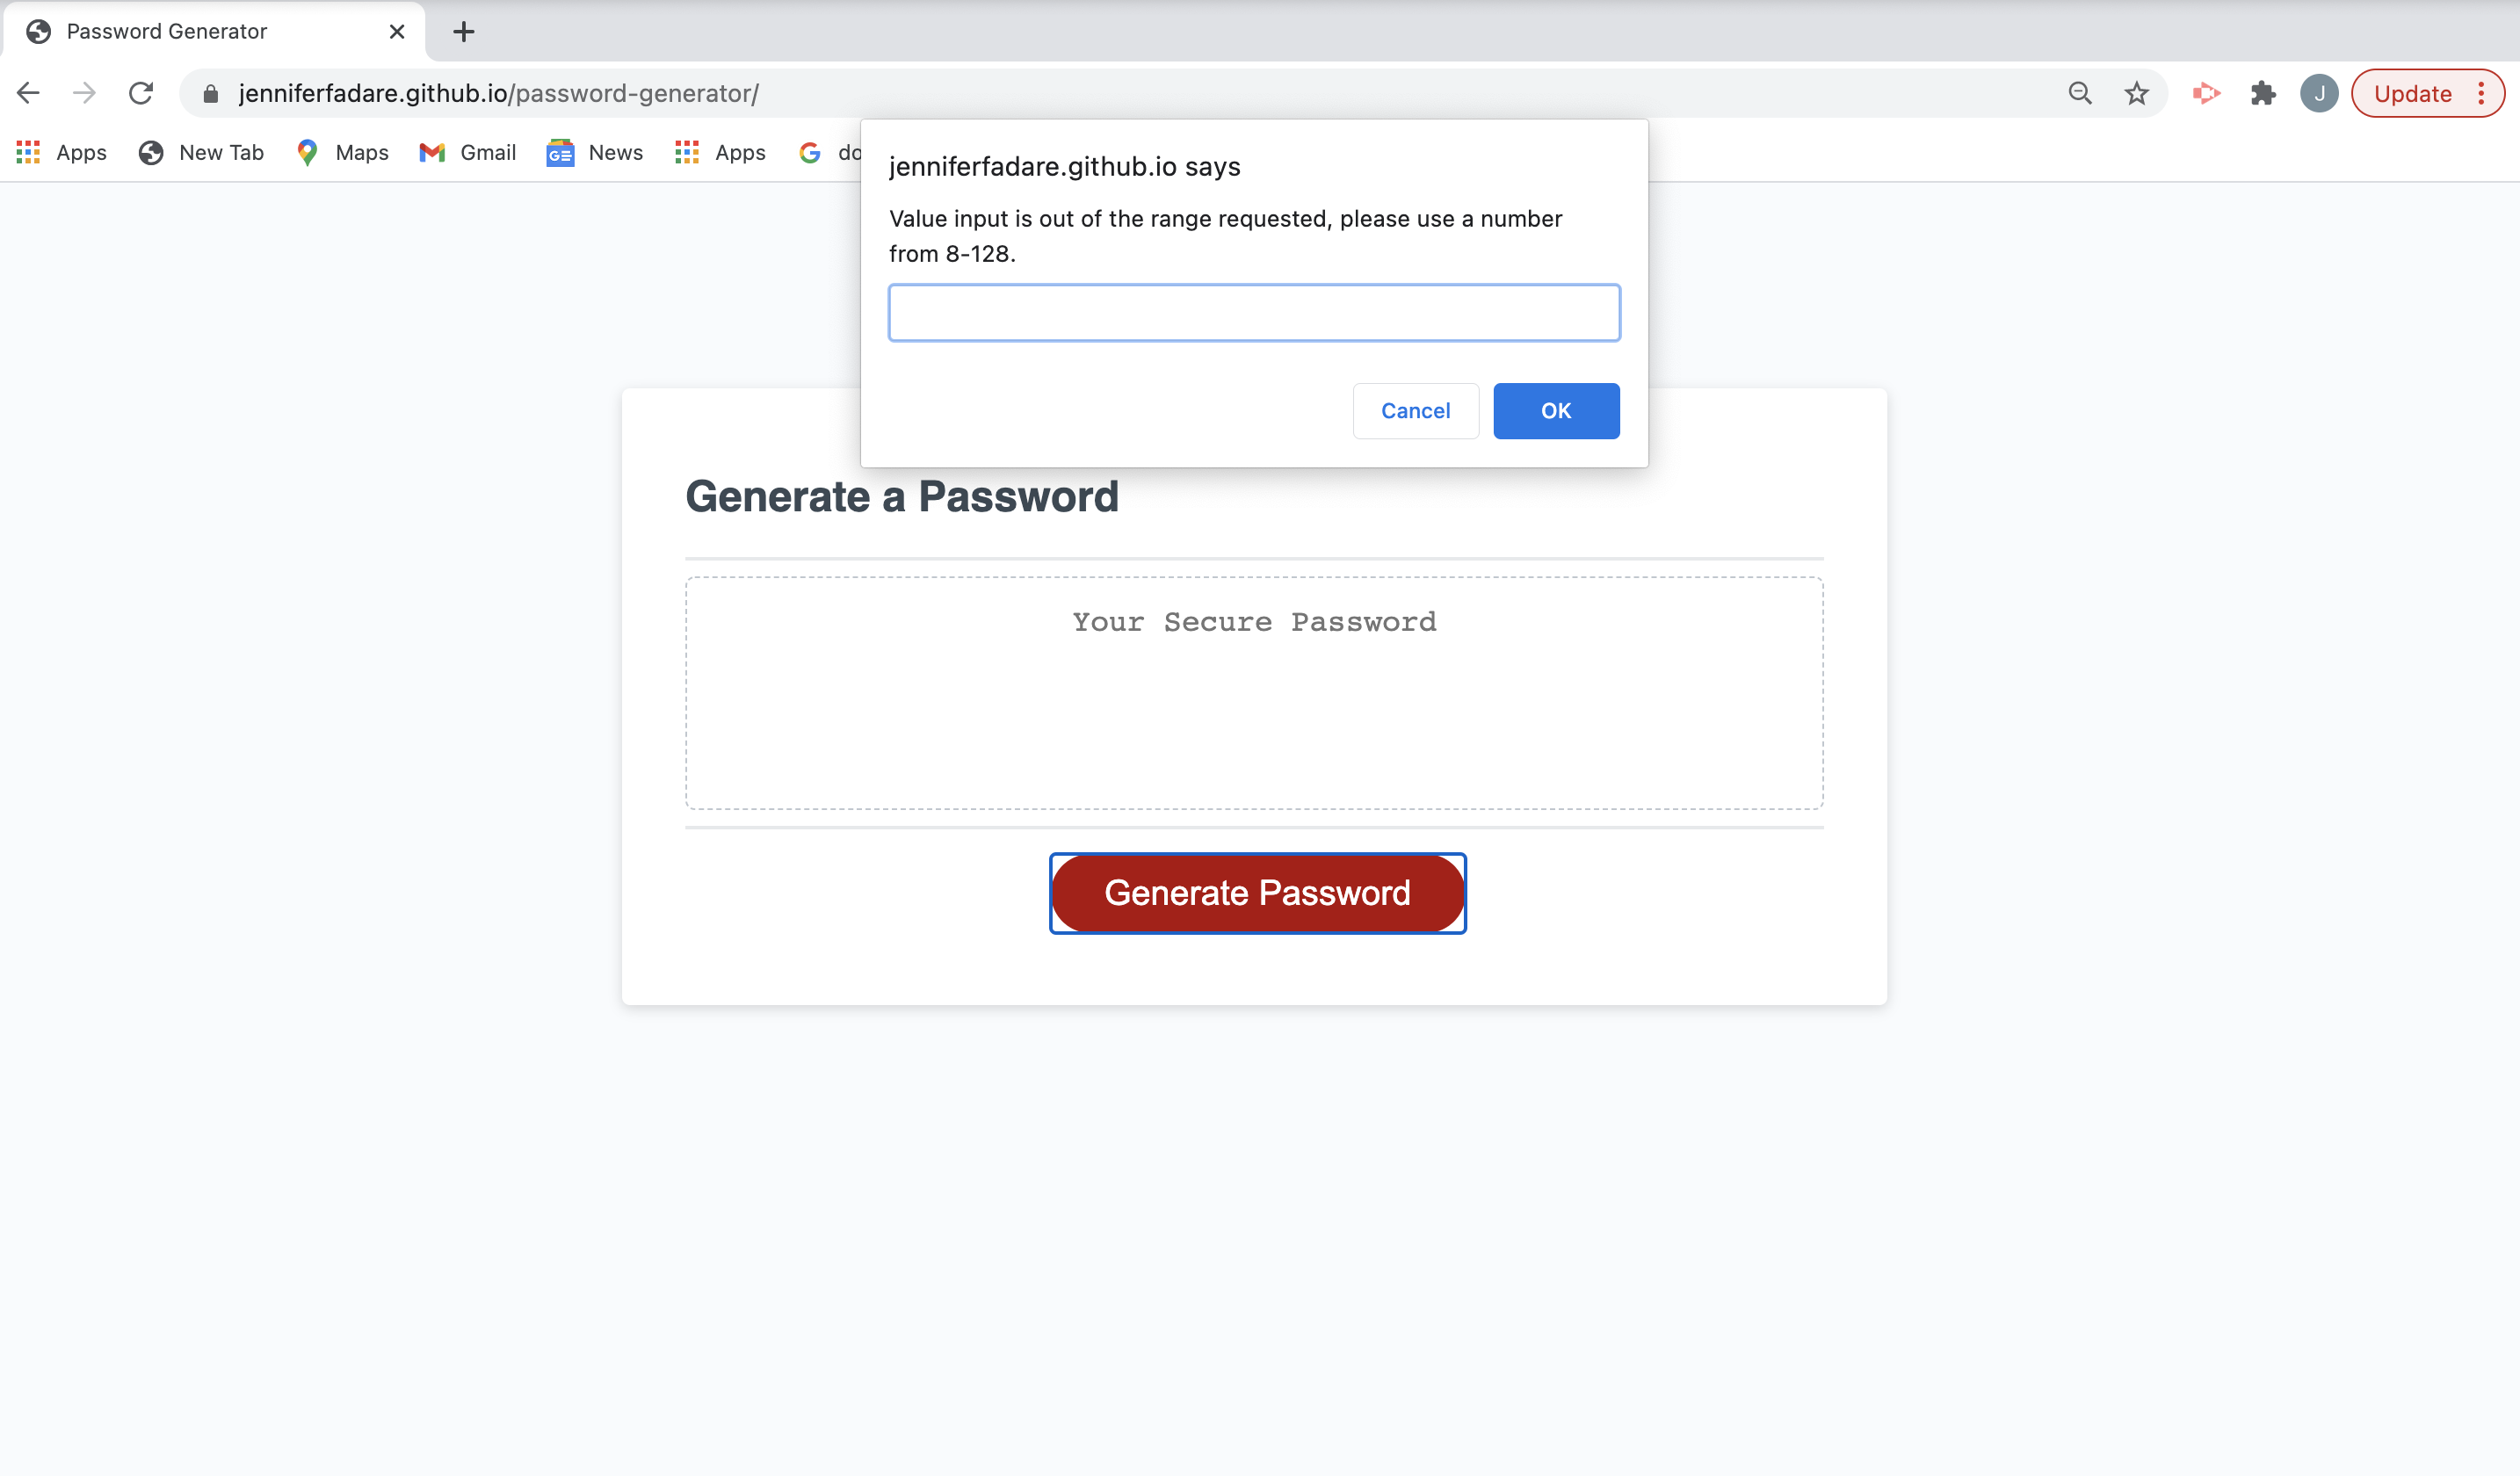 Password Generator
jenniferfadare.github.io/password-generator/
J
Update
Apps
New Tab
Maps
Gmail
News
Apps
do
jenniferfadare.github.io says
Value input is out of the range requested, please use a number
from 8-128.
Cancel
OK
Generate a Password
Your Secure Password
Generate Password